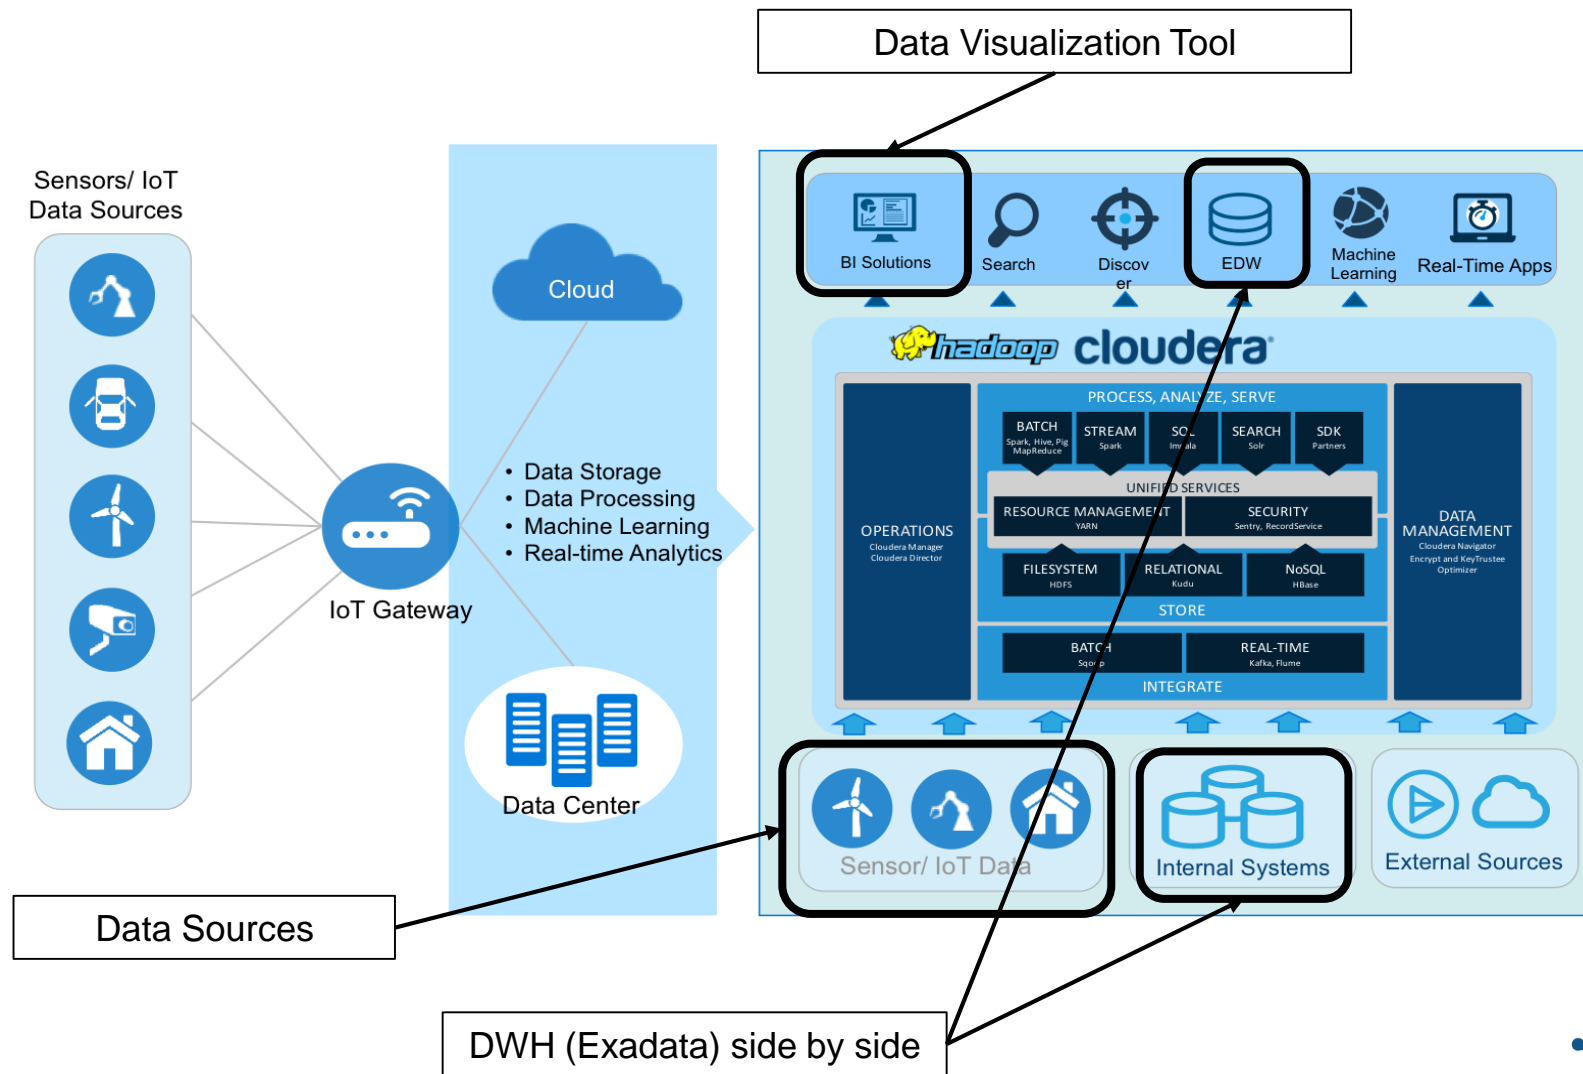 Data Visualization Tool
Sensors/ IoT
Data Sources
Cloud
• Data Storage
• Data Processing
• Machine Learning
• Real-time Analytics
IoT Gateway
Data Center
BI Solutions
Search
Discov
er
EDW
Machine
Learning
Real-Time Apps
hadoop
cloudera
PROCESS, ANALYZE, SERVE
BATCH
Spark, Hive, Pig
MapReduce
STREAM
Spark
SQL
Impala
SEARCH
Solr
SDK
Partners
UNIFIED SERVICES
RESOURCE MANAGEMENT
YARN
SECURITY
Sentry, RecordService
OPERATIONS
Cloudera Manager
Cloudera Director
DATA
MANAGEMENT
Cloudera Navigator
Encrypt and KeyTrustee
Optimizer
FILESYSTEM
HDFS
RELATIONAL
Kudu
NoSQL
HBase
STORE
BATCH
Sqoop
REAL-TIME
Kafka, Flume
INTEGRATE
Sensor/ IoT Data
Internal Systems
External Sources
Data Sources
DWH (Exadata) side by side